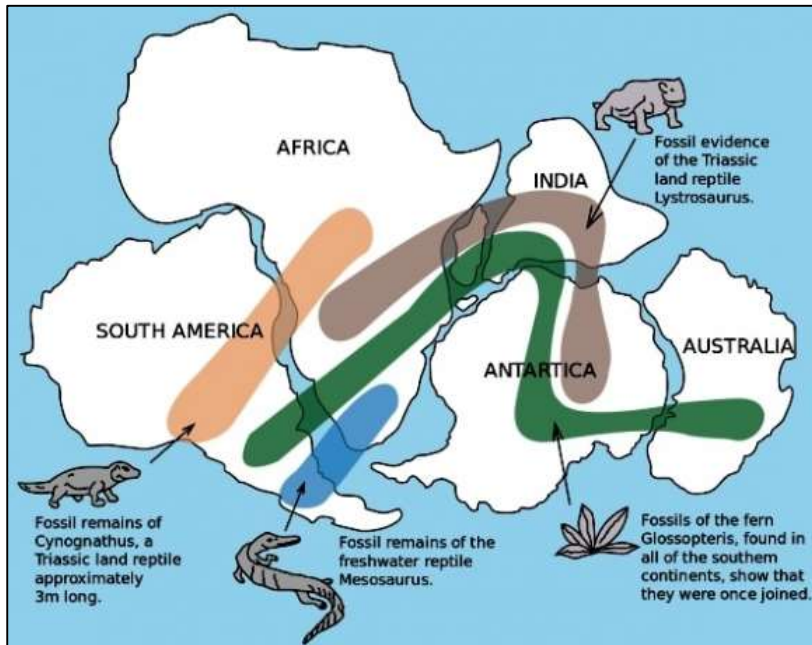 AFRICA
INDIA
Fossil evidence
of the Triassic
land reptile
Lystrosaurus.
SOUTH AMERICA
ANTARTICA
AUSTRALIA
Fossil remains of
Cynognathus, a
Triassic land reptile
approximately
3m long.
Fossil remains of the
freshwater reptile
Mesosaurus.
Fossils of the fern
Glossopteris, found in
all of the southern
continents, show that
they were once joined.